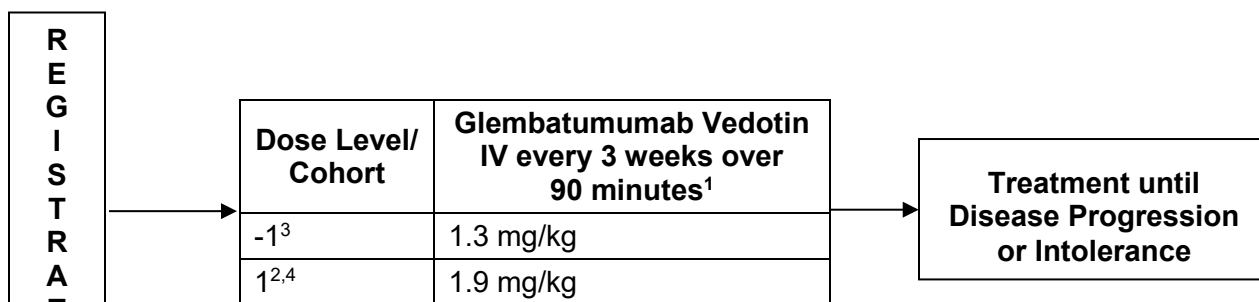 R
E
G
I
S
T
R
A
Dose Level/
Cohort
Glembatumumab Vedotin
IV every 3 weeks over
90 minutes¹
-1³
1.3 mg/kg
1²,⁴
1.9 mg/kg
Treatment until
Disease Progression
or Intolerance